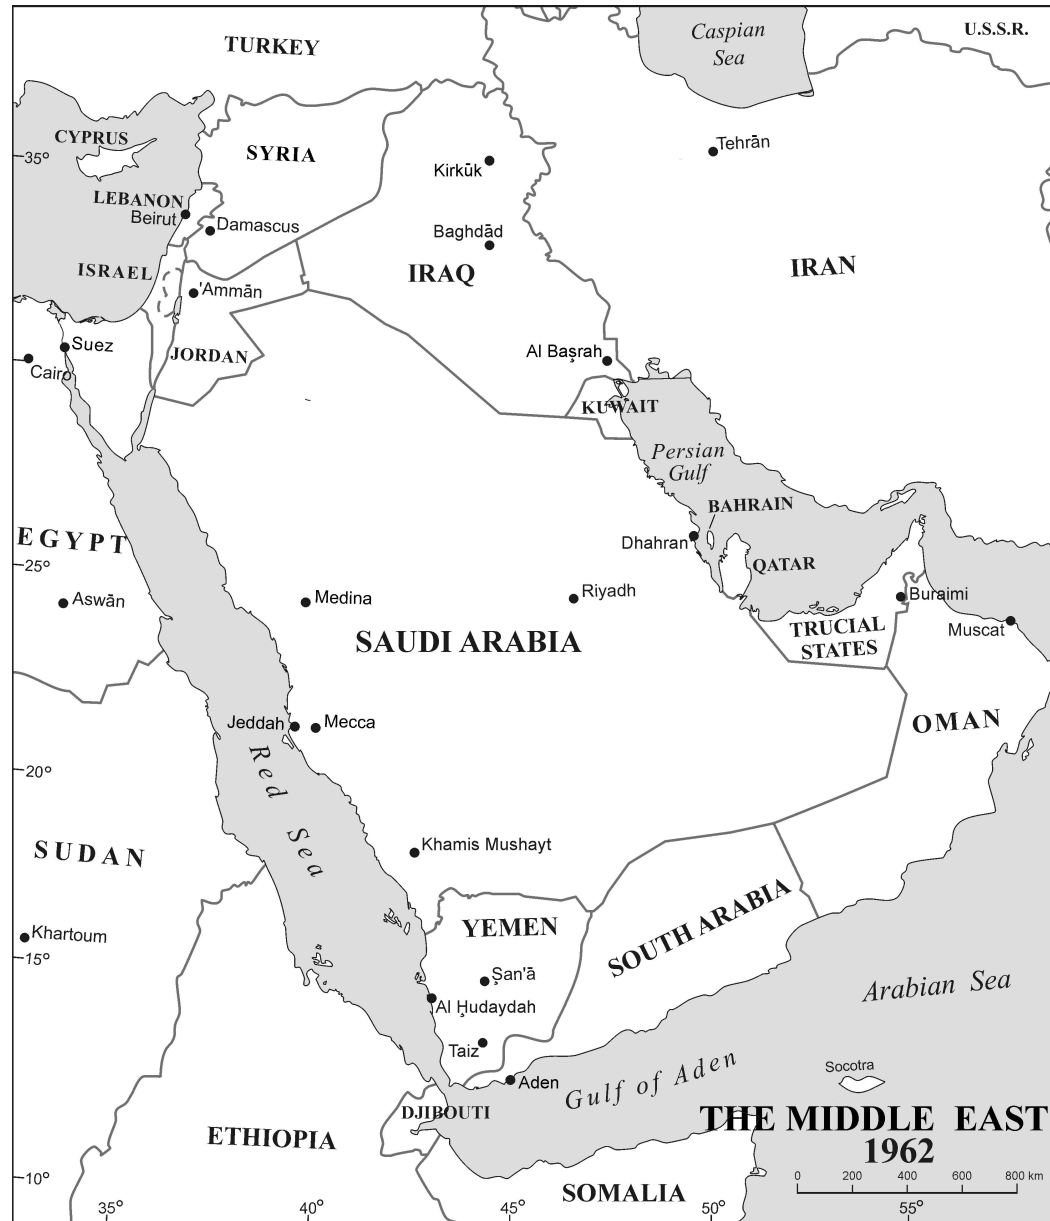 TURKEY
Caspian
Sea
U.S.S.R.
CYPRUS
35°
SYRIA
Tehrān
Kirkūk
LEBANON
Beirut
Damascus
Baghdād
ISRAEL
IRAQ
IRAN
'Ammān
Suez
JORDAN
Al Başrah
Cairo
KUWAIT
Persian
Gulf
BAHRAIN
EGYPT
Dhahran
QATAR
25°
Aswān
Medina
Riyadh
Buraimi
SAUDI ARABIA
TRUCIAL
STATES
Muscat
Jeddah
Mecca
OMAN
Red Sea
20°
Khamis Mushayt
SUDAN
YEMEN
SOUTH ARABIA
Khartoum
15°
Şan'ā
Arabian Sea
Al Ḩudaydah
Taiz
Aden
Gulf of Aden
Socotra
DJIBOUTI
THE MIDDLE EAST
1962
ETHIOPIA
SOMALIA
0 200 400 600 800 km
10°
35° 40° 45° 50° 55°